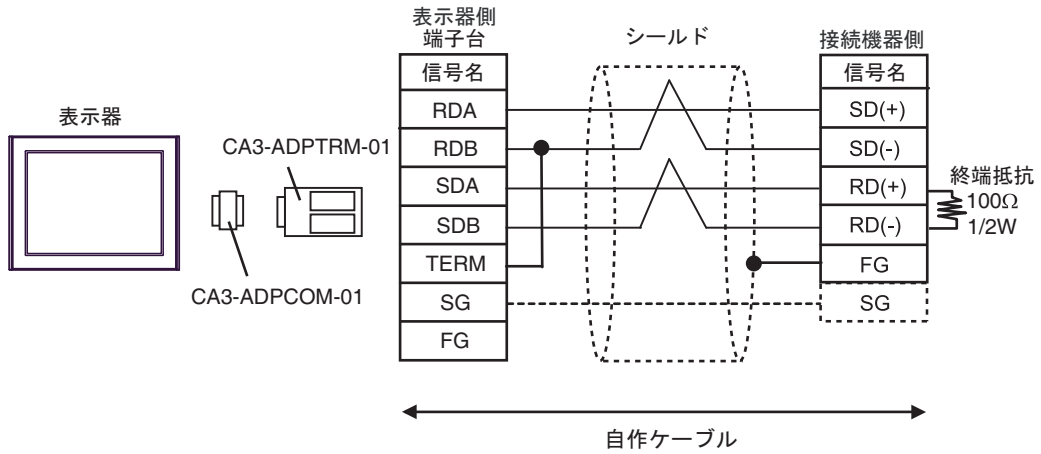 表示器
CA3-ADPTRM-01
CA3-ADPCOM-01
表示器側
端子台
信号名
RDA
RDB
SDA
SDB
TERM
SG
FG
シールド
接続機器側
信号名
SD(+)
SD(-)
RD(+)
RD(-)
FG
SG
終端抵抗
100Ω
1/2W
自作ケーブル